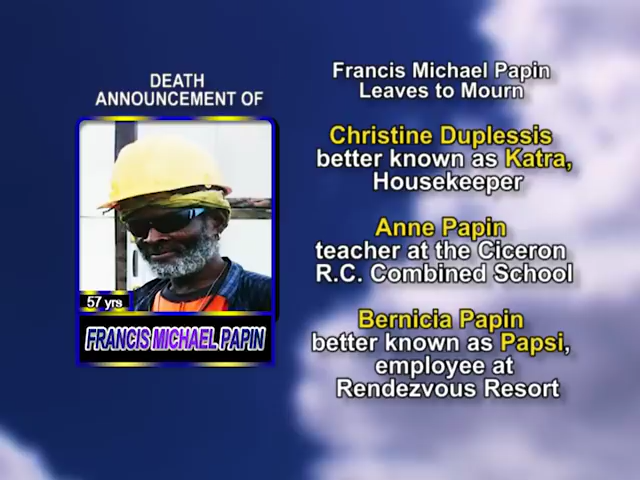 DEATH
ANNOUNCEMENT OF
57 yrs
FRANCIS MICHAEL PAPIN
Francis Michael Papin
Leaves to Mourn
Christine Duplessis
better known as Katra,
Housekeeper
Anne Papin
teacher at the Ciceron
R.C. Combined School
Bernicia Papin
better known as Papsi,
employee at
Rendezvous Resort